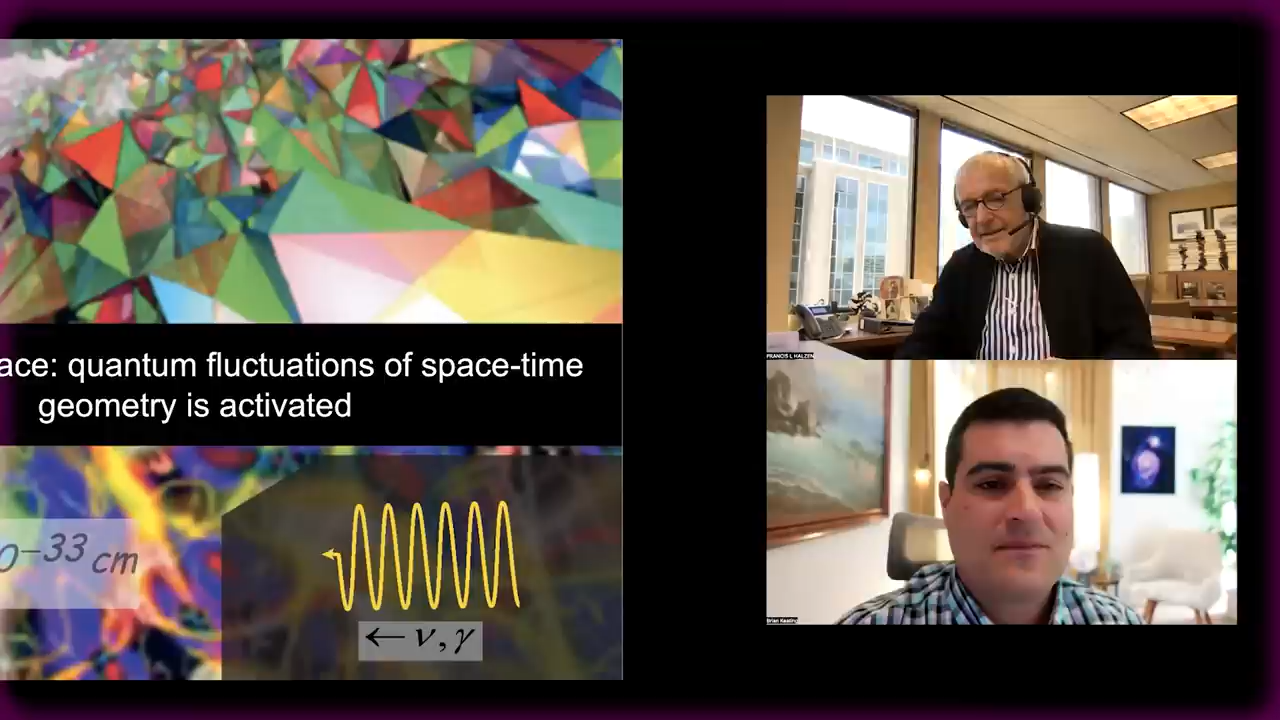 ace: quantum fluctuations of space-time
geometry is activated
0⁻³³ cm
← ν, γ
FRANCIS L HALZEN
Brian Keating